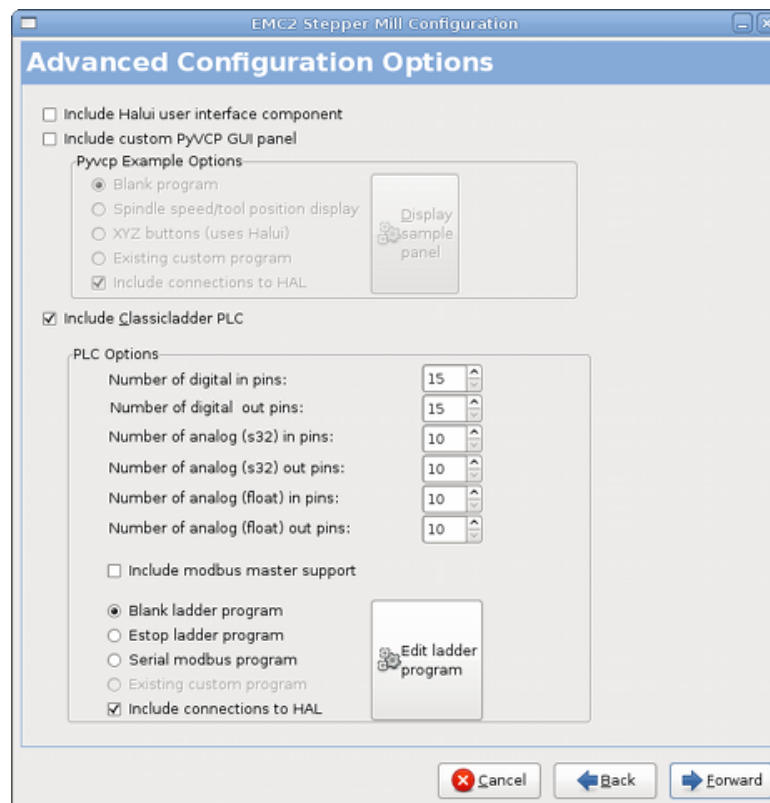 EMC2 Stepper Mill Configuration
Advanced Configuration Options
Include Halui user interface component
Include custom PyVCP GUI panel
Pyvcp Example Options
Blank program
Spindle speed/tool position display
XYZ buttons (uses Halui)
Existing custom program
Include connections to HAL
Display
sample
panel
Include Classicladder PLC
PLC Options
Number of digital in pins: 15
Number of digital out pins: 15
Number of analog (s32) in pins: 10
Number of analog (s32) out pins: 10
Number of analog (float) in pins: 10
Number of analog (float) out pins: 10
Include modbus master support
Blank ladder program
Estop ladder program
Serial modbus program
Existing custom program
Include connections to HAL
Edit ladder
program
Cancel Back Forward